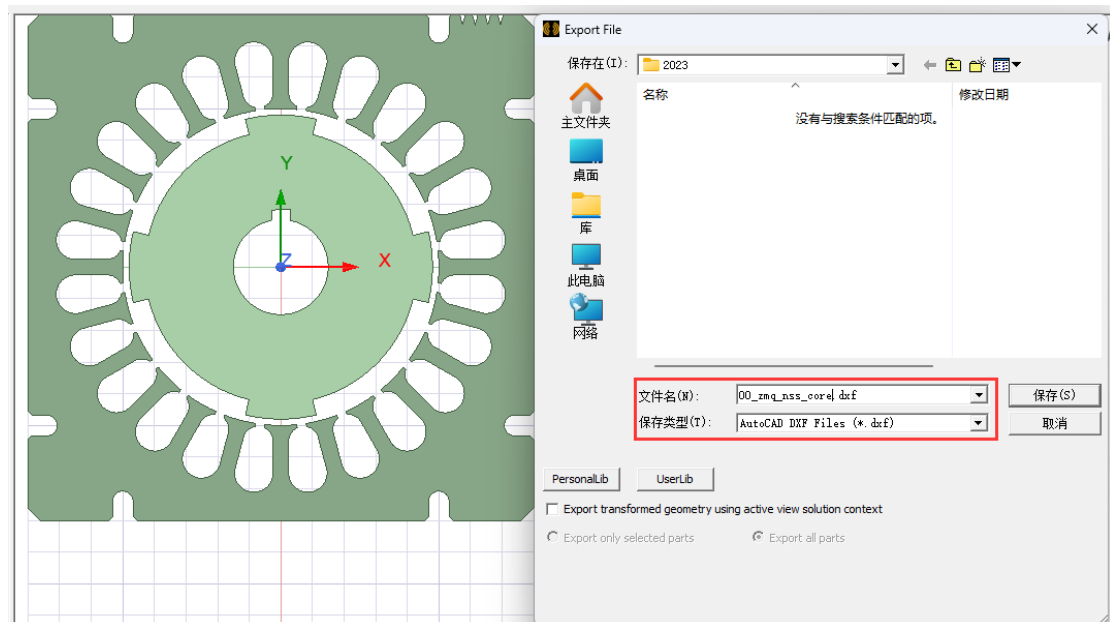 Export File
保存在(I):
2023
名称
修改日期
没有与搜索条件匹配的项。
主文件夹
桌面
库
此电脑
网络
文件名(N):
00_zmq_nss_core.dxf
保存(S)
保存类型(T):
AutoCAD DXF Files (*.dxf)
取消
PersonalLib
UserLib
Export transformed geometry using active view solution context
Export only selected parts
Export all parts
Y
Z
X